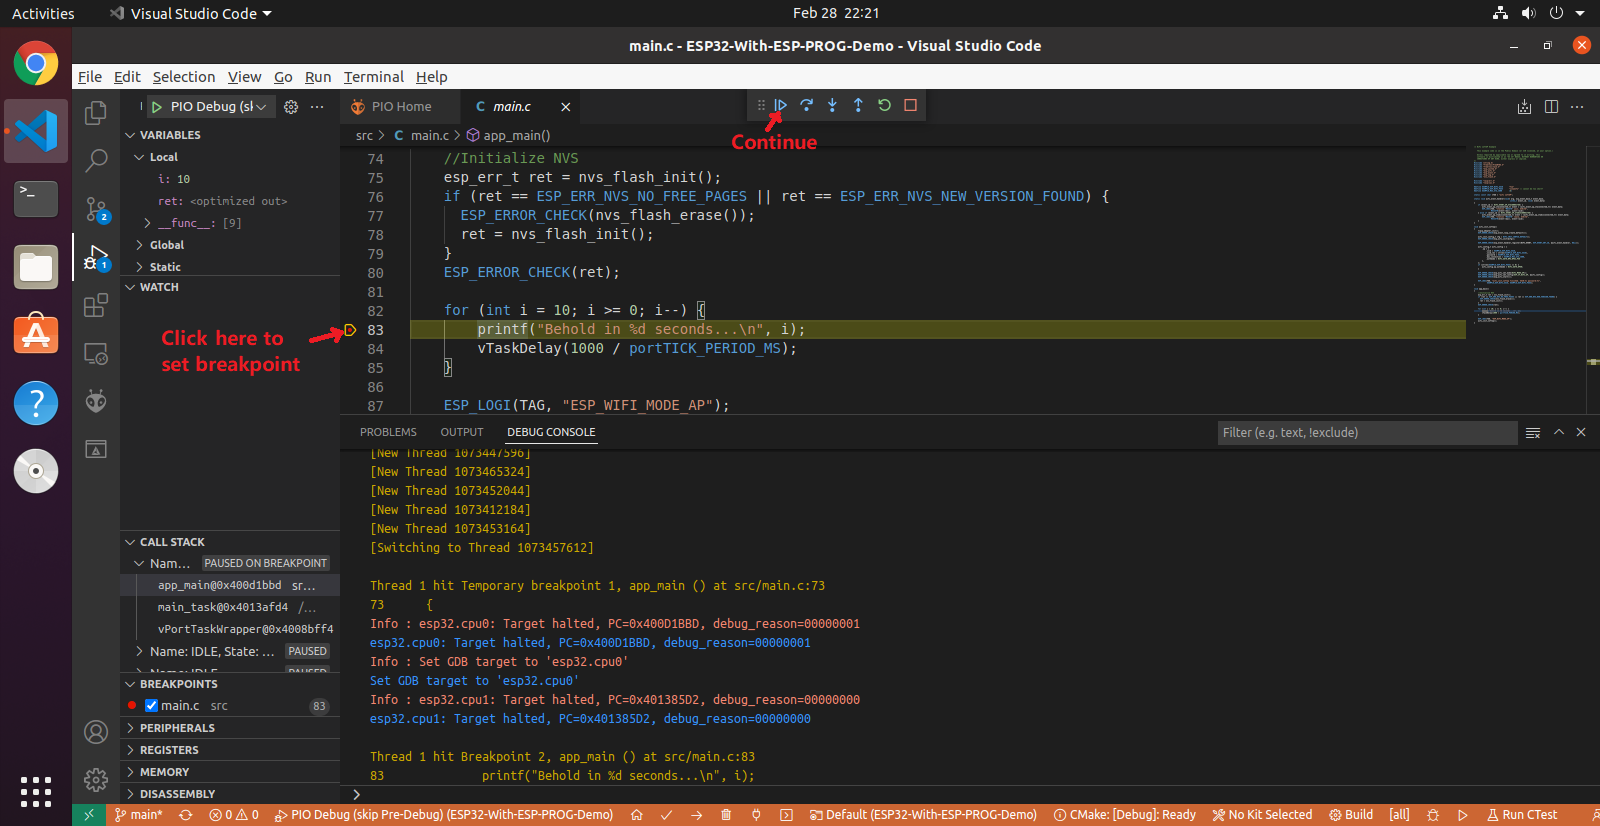 Activities
Visual Studio Code
Feb 28 22:21
main.c - ESP32-With-ESP-PROG-Demo - Visual Studio Code
File Edit Selection View Go Run Terminal Help
PIO Debug (sk
PIO Home
C main.c
src > C main.c > app_main()
Continue
VARIABLES
Local
i: 10
ret: <optimized out>
__func__: [9]
Global
Static
WATCH
Click here to
set breakpoint
74 //Initialize NVS
75 esp_err_t ret = nvs_flash_init();
76 if (ret == ESP_ERR_NVS_NO_FREE_PAGES || ret == ESP_ERR_NVS_NEW_VERSION_FOUND) {
77 ESP_ERROR_CHECK(nvs_flash_erase());
78 ret = nvs_flash_init();
79 }
80 ESP_ERROR_CHECK(ret);
81
82 for (int i = 10; i >= 0; i--) {
83 printf("Behold in %d seconds...\n", i);
84 vTaskDelay(1000 / portTICK_PERIOD_MS);
85 }
86
87 ESP_LOGI(TAG, "ESP_WIFI_MODE_AP");
2
1
CALL STACK
Nam... PAUSED ON BREAKPOINT
app_main@0x400d1bbd sr...
main_task@0x4013afd4 /...
vPortTaskWrapper@0x4008bff4
Name: IDLE, State: ... PAUSED
Name: IDLE, State: ... PAUSED
BREAKPOINTS
main.c src 83
PERIPHERALS
REGISTERS
MEMORY
DISASSEMBLY
PROBLEMS OUTPUT DEBUG CONSOLE
Filter (e.g. text, !exclude)
[New Thread 1073447596]
[New Thread 1073465324]
[New Thread 1073452044]
[New Thread 1073412184]
[New Thread 1073453164]
[Switching to Thread 1073457612]
Thread 1 hit Temporary breakpoint 1, app_main () at src/main.c:73
73 {
Info : esp32.cpu0: Target halted, PC=0x400D1BBD, debug_reason=00000001
esp32.cpu0: Target halted, PC=0x400D1BBD, debug_reason=00000001
Info : Set GDB target to 'esp32.cpu0'
Set GDB target to 'esp32.cpu0'
Info : esp32.cpu1: Target halted, PC=0x401385D2, debug_reason=00000000
esp32.cpu1: Target halted, PC=0x401385D2, debug_reason=00000000
Thread 1 hit Breakpoint 2, app_main () at src/main.c:83
83 printf("Behold in %d seconds...\n", i);
>
main* 0 0 PIO Debug (skip Pre-Debug) (ESP32-With-ESP-PROG-Demo) Default (ESP32-With-ESP-PROG-Demo) CMake: [Debug]: Ready No Kit Selected Build [all] Run CTest